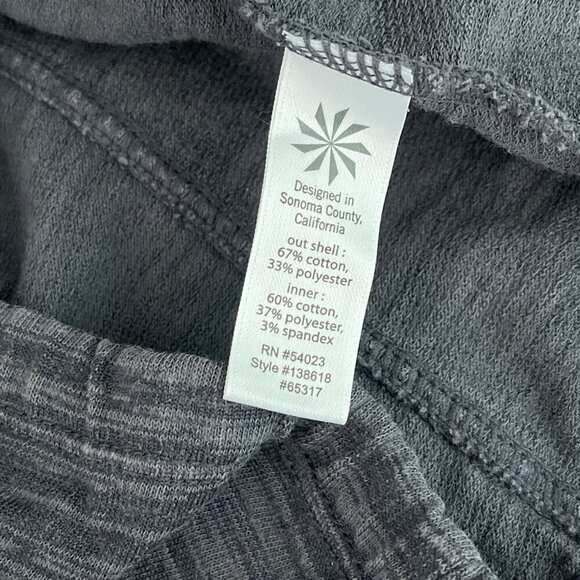 Designed in
Sonoma County,
California
out shell :
67% cotton,
33% polyester
inner :
60% cotton,
37% polyester,
3% spandex
RN #54023
Style #138618
#65317